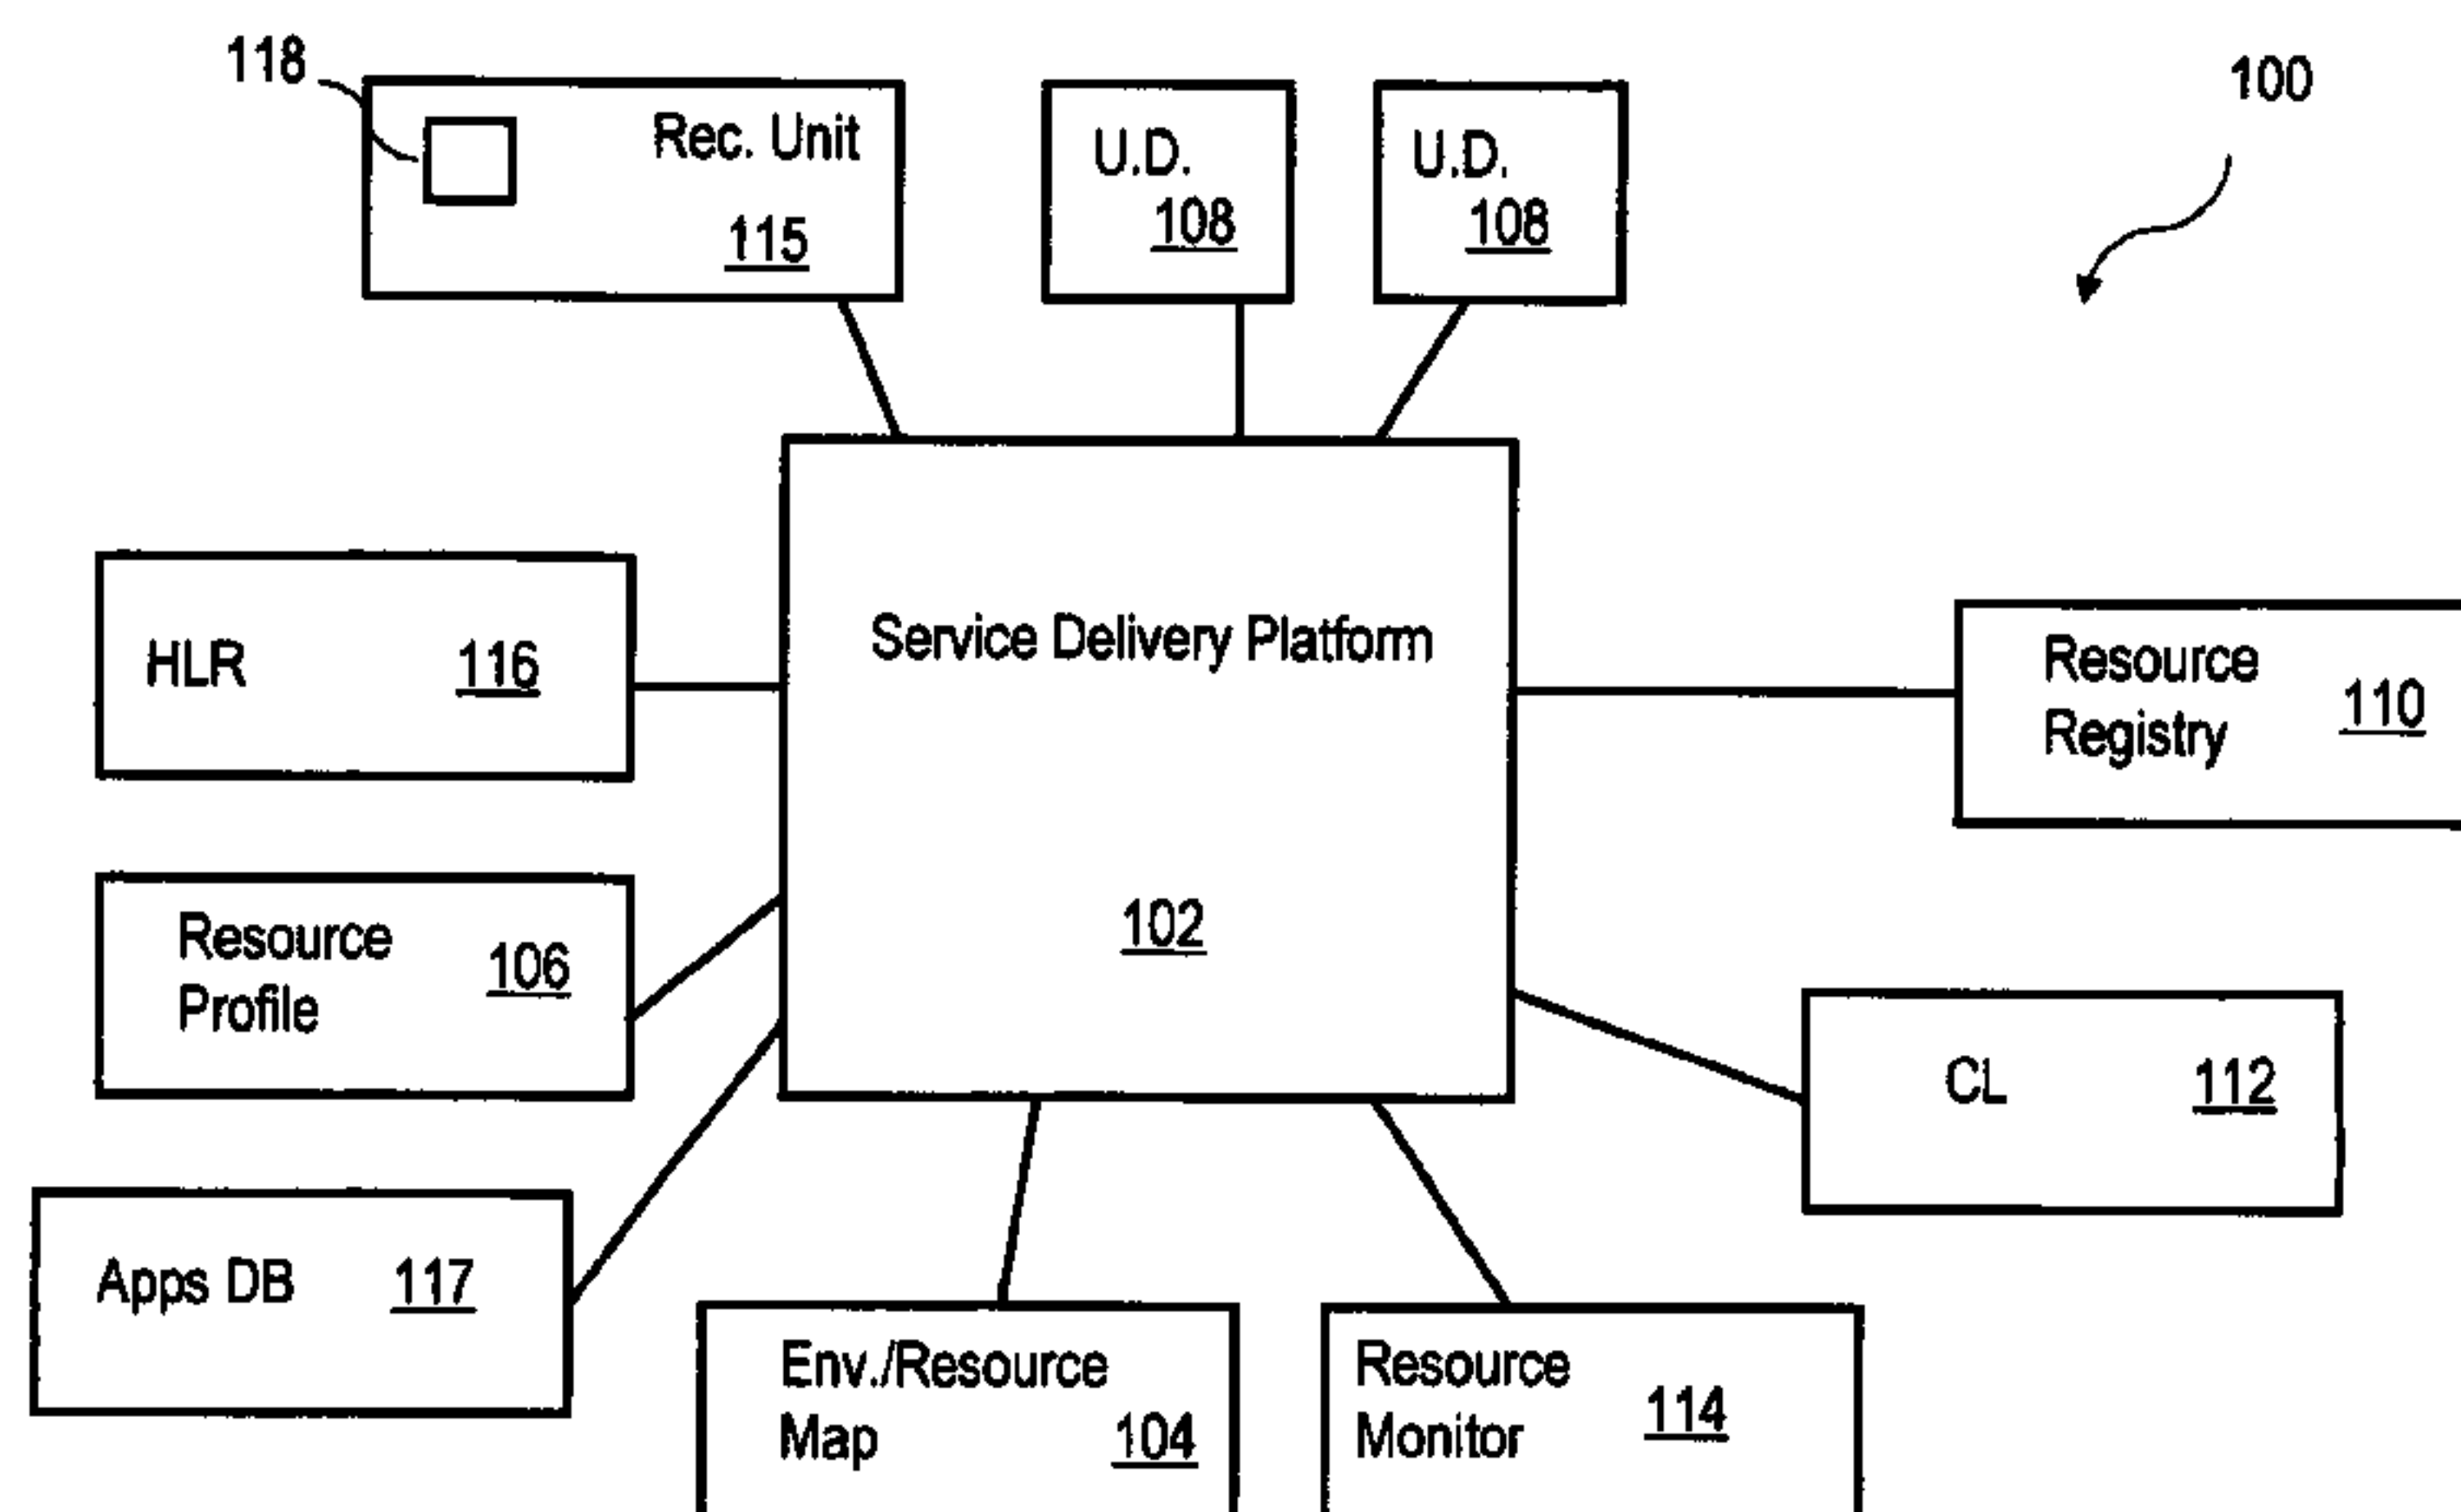 118
Rec. Unit
115
U.D.
108
U.D.
108
100
HLR 116
Service Delivery Platform
102
Resource
Registry
110
Resource
Profile
106
CL 112
Apps DB 117
Env./Resource
Map 104
Resource
Monitor
114